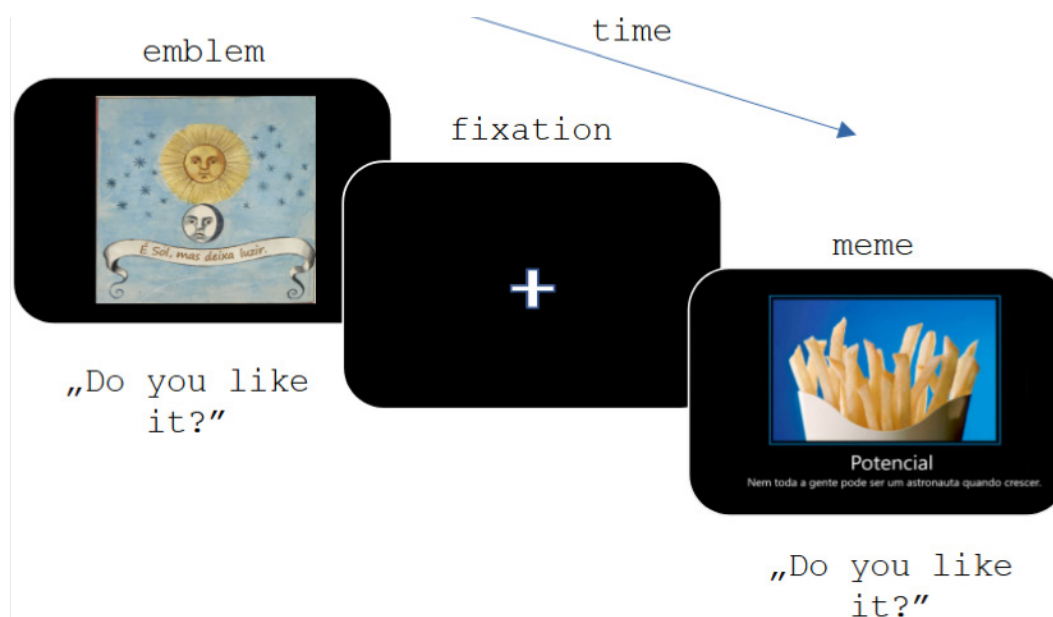 time
emblem
fixation
É Sol, mas deixa luzir.
meme
„Do you like
it?”
Potencial
Nem toda a gente pode ser um astronauta quando crescer.
„Do you like
it?”